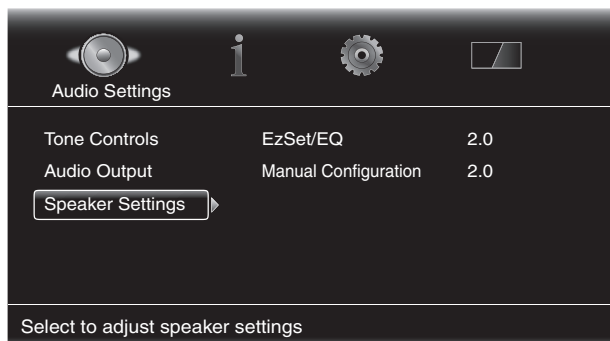 Audio Settings
Tone Controls EzSet/EQ 2.0
Audio Output Manual Configuration 2.0
Speaker Settings
Select to adjust speaker settings